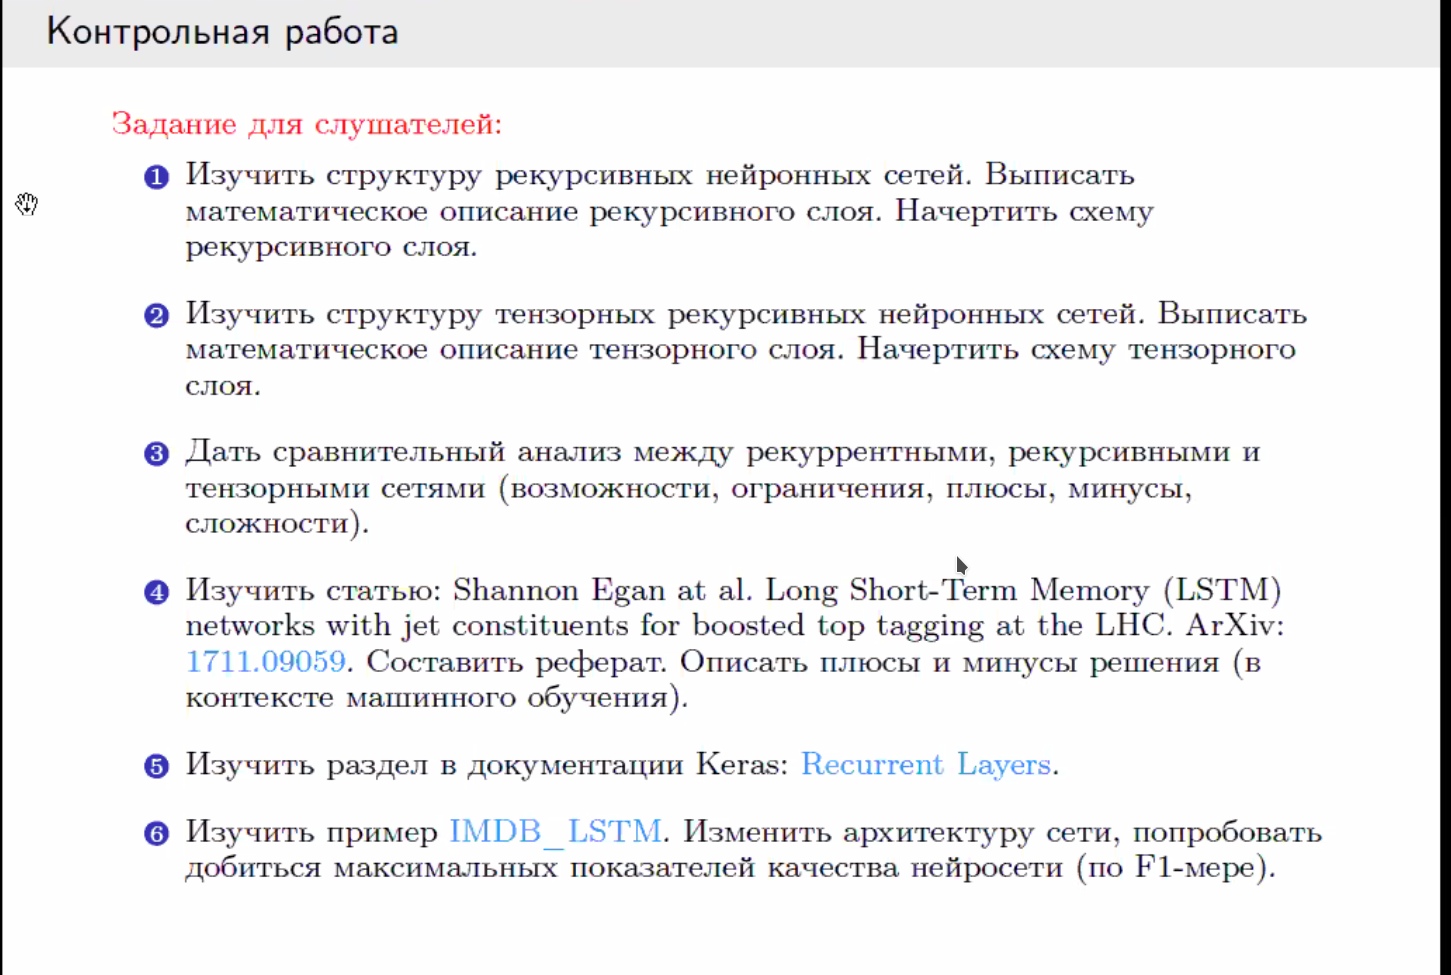 Контрольная работа
Задание для слушателей:
1 Изучить структуру рекурсивных нейронных сетей. Выписать
математическое описание рекурсивного слоя. Начертить схему
рекурсивного слоя.
2 Изучить структуру тензорных рекурсивных нейронных сетей. Выписать
математическое описание тензорного слоя. Начертить схему тензорного
слоя.
3 Дать сравнительный анализ между рекуррентными, рекурсивными и
тензорными сетями (возможности, ограничения, плюсы, минусы,
сложности).
4 Изучить статью: Shannon Egan at al. Long Short-Term Memory (LSTM)
networks with jet constituents for boosted top tagging at the LHC. ArXiv:
1711.09059. Составить реферат. Описать плюсы и минусы решения (в
контексте машинного обучения).
5 Изучить раздел в документации Keras: Recurrent Layers.
6 Изучить пример IMDB_LSTM. Изменить архитектуру сети, попробовать
добиться максимальных показателей качества нейросети (по F1-мере).